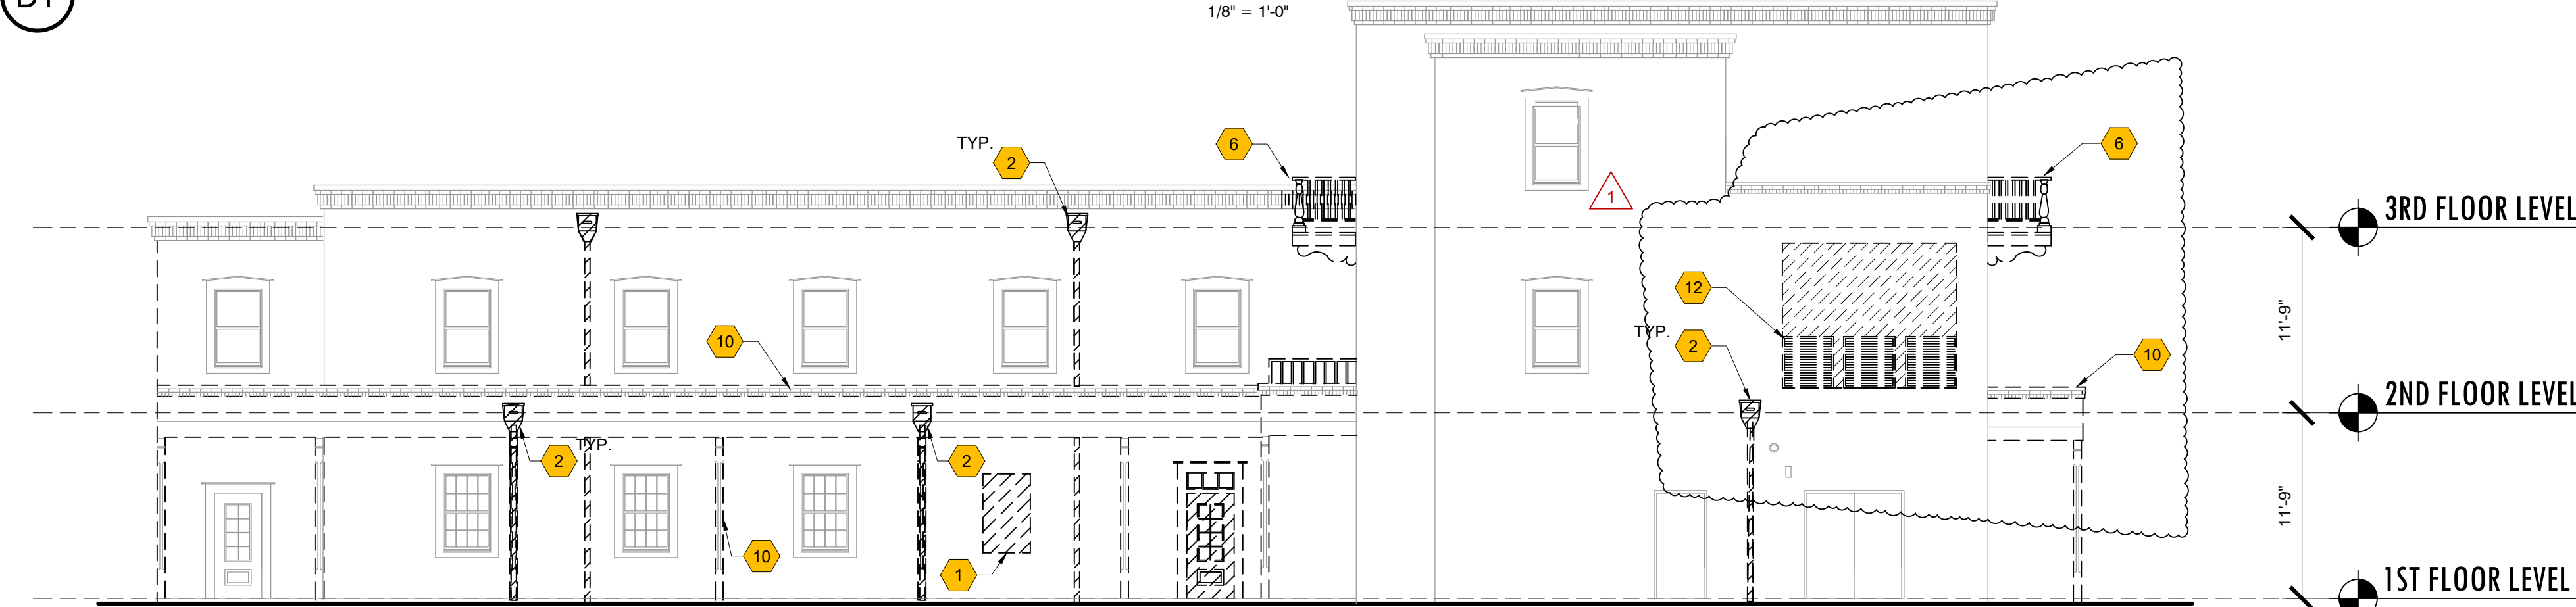 D1
1/8" = 1'-0"
TYP.
2
6
6
1
3RD FLOOR LEVEL
12
11'-9"
TYP.
2
10
10
2ND FLOOR LEVEL
2
TYP.
2
10
1
11'-9"
1ST FLOOR LEVEL